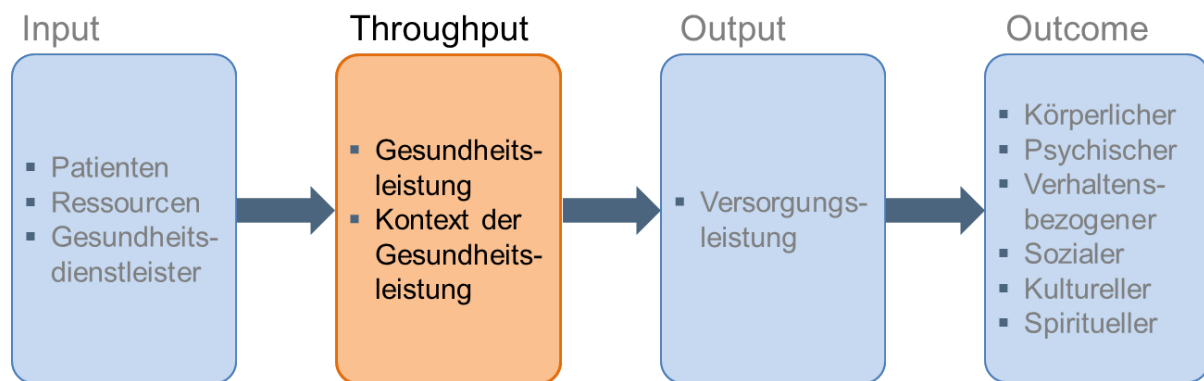 Input
Patienten
Ressourcen
Gesundheits-
dienstleister
Throughput
Gesundheits-
leistung
Kontext der
Gesundheits-
leistung
Output
Versorgungs-
leistung
Outcome
Körperlicher
Psychischer
Verhaltens-
bezogener
Sozialer
Kultureller
Spiritueller